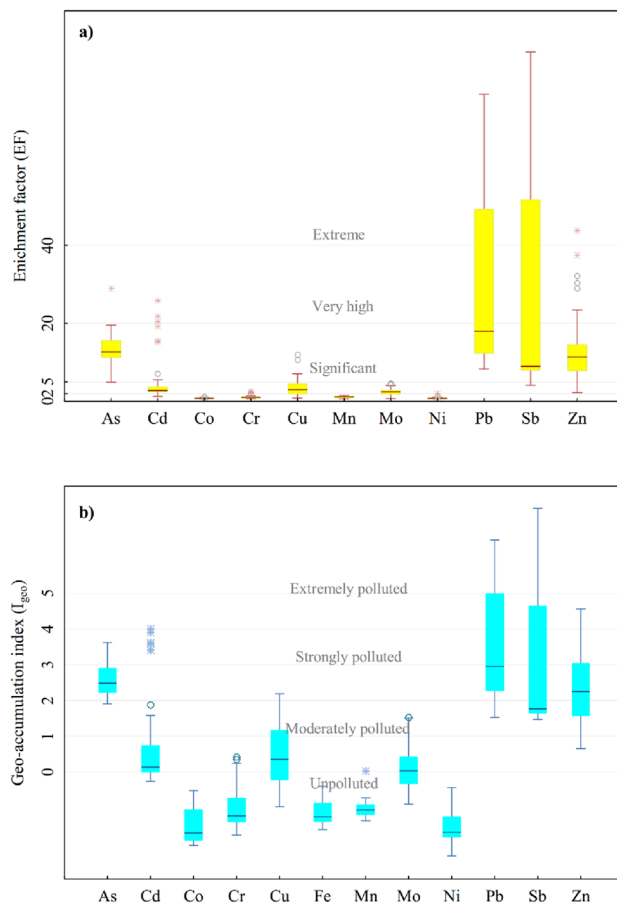 a)
Enichment factor (EF)
40
Extreme
Very high
20
Significant
02.5
As Cd Co Cr Cu Mn Mo Ni Pb Sb Zn
b)
Geo-accumulation index (Igeo)
5
Extremely polluted
4
Strongly polluted
3
2
Moderately polluted
1
0
Unpolluted
As Cd Co Cr Cu Fe Mn Mo Ni Pb Sb Zn